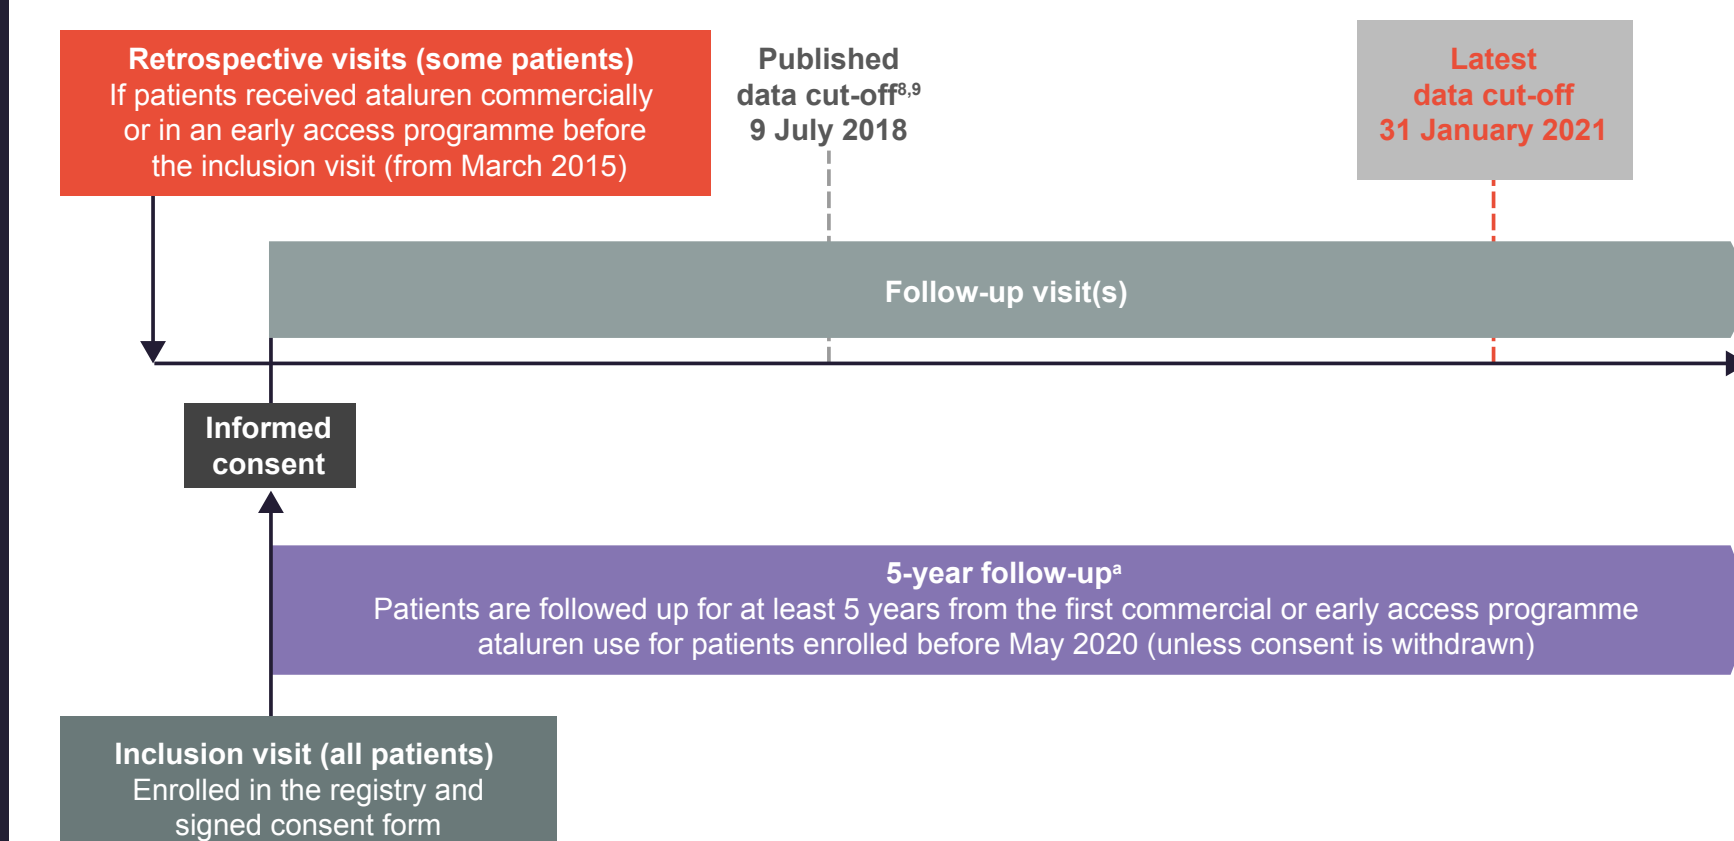 Retrospective visits (some patients)
If patients received ataluren commercially
or in an early access programme before
the inclusion visit (from March 2015)
Published
data cut-off8,9
9 July 2018
Latest
data cut-off
31 January 2021
Follow-up visit(s)
Informed
consent
5-year follow-upa
Patients are followed up for at least 5 years from the first commercial or early access programme
ataluren use for patients enrolled before May 2020 (unless consent is withdrawn)
Inclusion visit (all patients)
Enrolled in the registry and
signed consent form